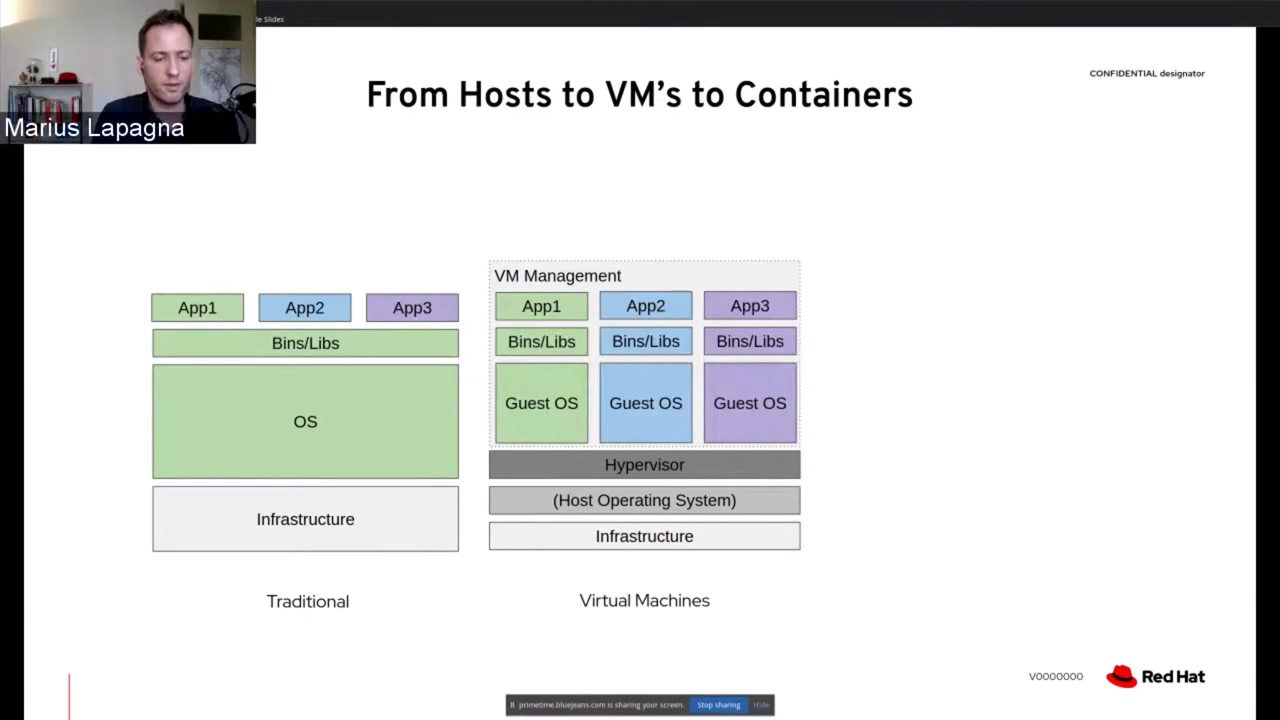 le Slides
CONFIDENTIAL designator
From Hosts to VM's to Containers
Marius Lapagna
App1 App2 App3
Bins/Libs
OS
Infrastructure
Traditional
VM Management
App1 App2 App3
Bins/Libs Bins/Libs Bins/Libs
Guest OS Guest OS Guest OS
Hypervisor
(Host Operating System)
Infrastructure
Virtual Machines
V0000000
Red Hat
primetime.bluejeans.com is sharing your screen. Stop sharing Hide